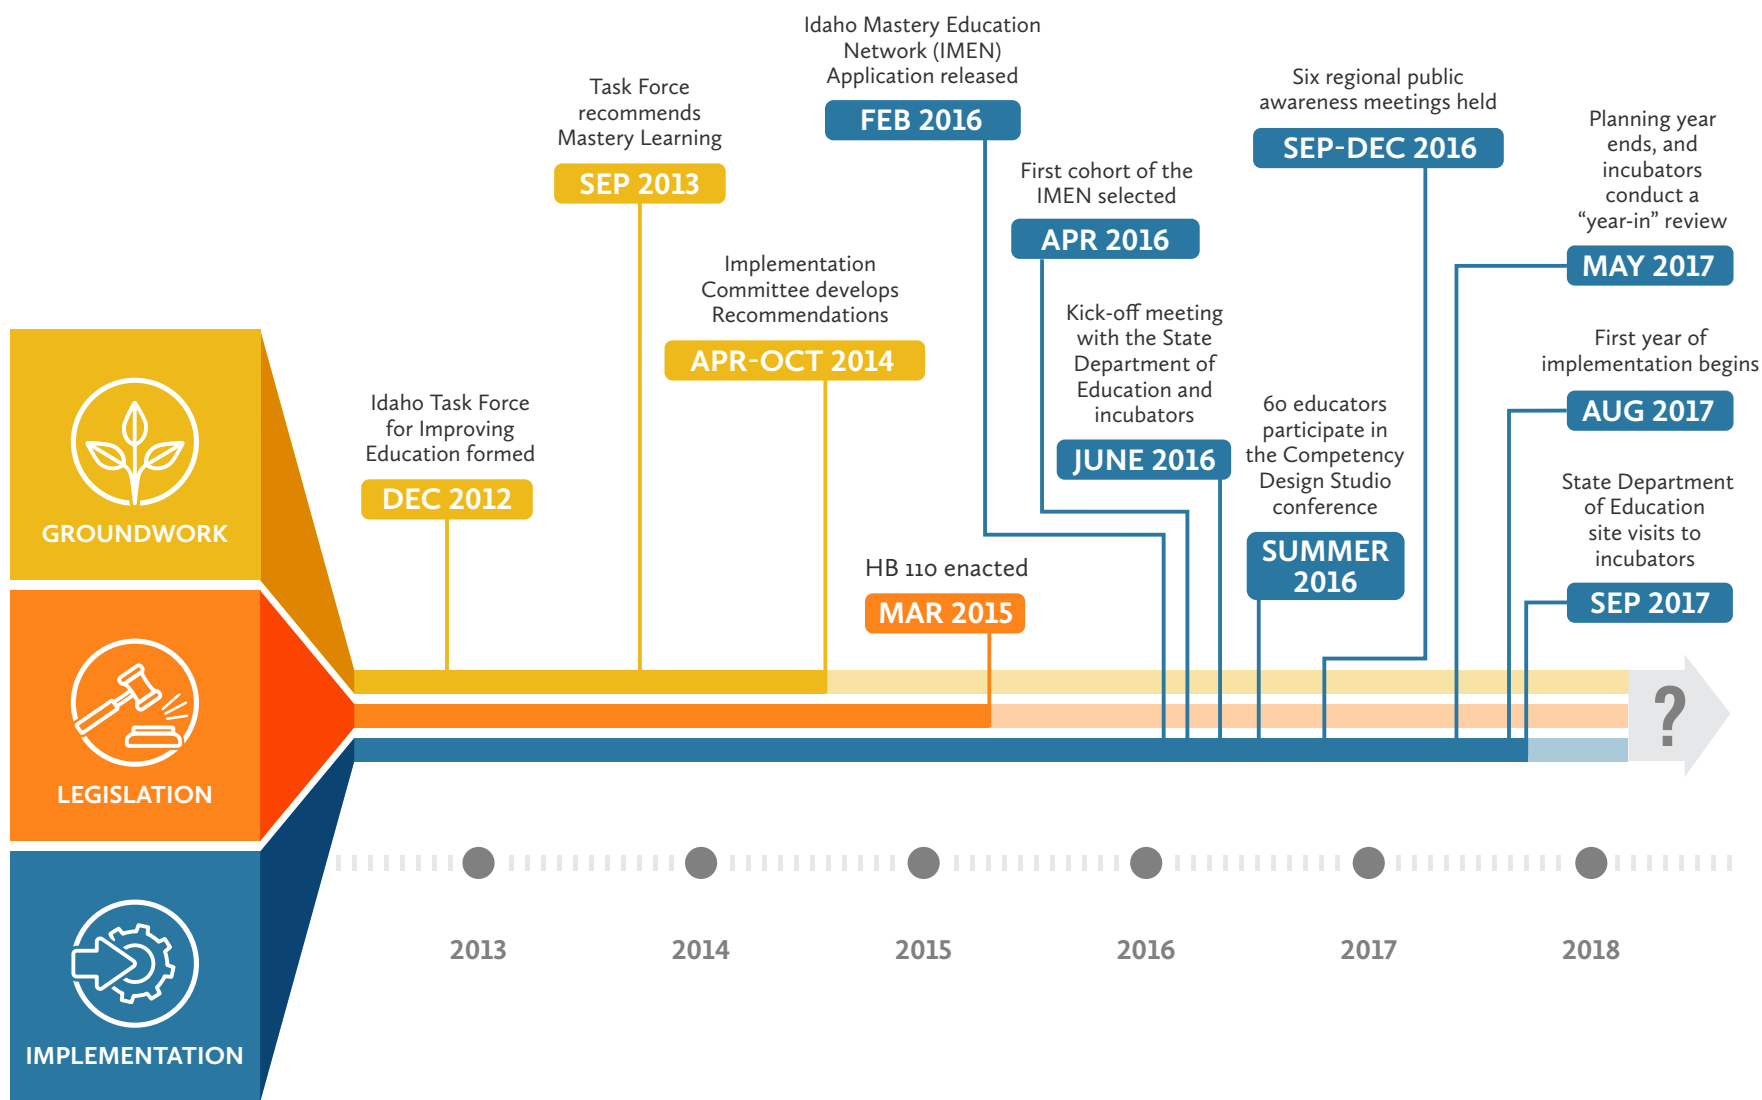 GROUNDWORK
LEGISLATION
IMPLEMENTATION
Idaho Task Force
for Improving
Education formed
DEC 2012
Task Force
recommends
Mastery Learning
SEP 2013
Implementation
Committee develops
Recommendations
APR-OCT 2014
HB 110 enacted
MAR 2015
Idaho Mastery Education
Network (IMEN)
Application released
FEB 2016
First cohort of the
IMEN selected
APR 2016
Kick-off meeting
with the State
Department of
Education and
incubators
JUNE 2016
60 educators
participate in
the Competency
Design Studio
conference
SUMMER
2016
Six regional public
awareness meetings held
SEP-DEC 2016
Planning year
ends, and
incubators
conduct a
“year-in” review
MAY 2017
First year of
implementation begins
AUG 2017
State Department
of Education
site visits to
incubators
SEP 2017
?
2013
2014
2015
2016
2017
2018